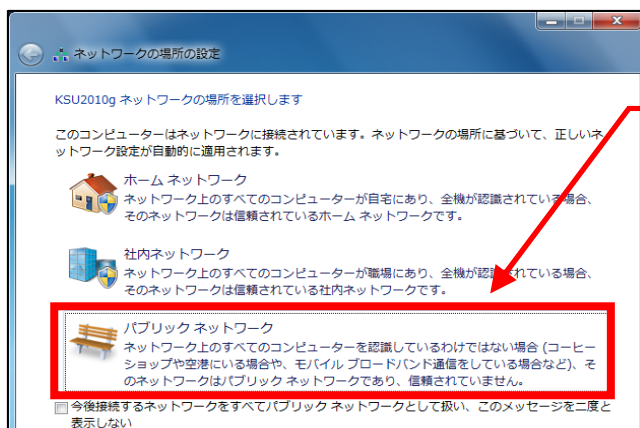 ネットワークの場所の設定
KSU2010g ネットワークの場所を選択します
このコンピューターはネットワークに接続されています。ネットワークの場所に基づいて、正しいネ
ットワーク設定が自動的に適用されます。
ホーム ネットワーク
ネットワーク上のすべてのコンピューターが自宅にあり、全機が認識されている場合、
そのネットワークは信頼されているホーム ネットワークです。
社内ネットワーク
ネットワーク上のすべてのコンピューターが職場にあり、全機が認識されている場合、
そのネットワークは信頼されている社内ネットワークです。
パブリック ネットワーク
ネットワーク上のすべてのコンピューターを認識しているわけではない場合 (コーヒー
ショップや空港にいる場合や、モバイル ブロードバンド通信をしている場合など)、そ
のネットワークはパブリック ネットワークであり、信頼されていません。
今後接続するネットワークをすべてパブリック ネットワークとして扱い、このメッセージを二度と
表示しない